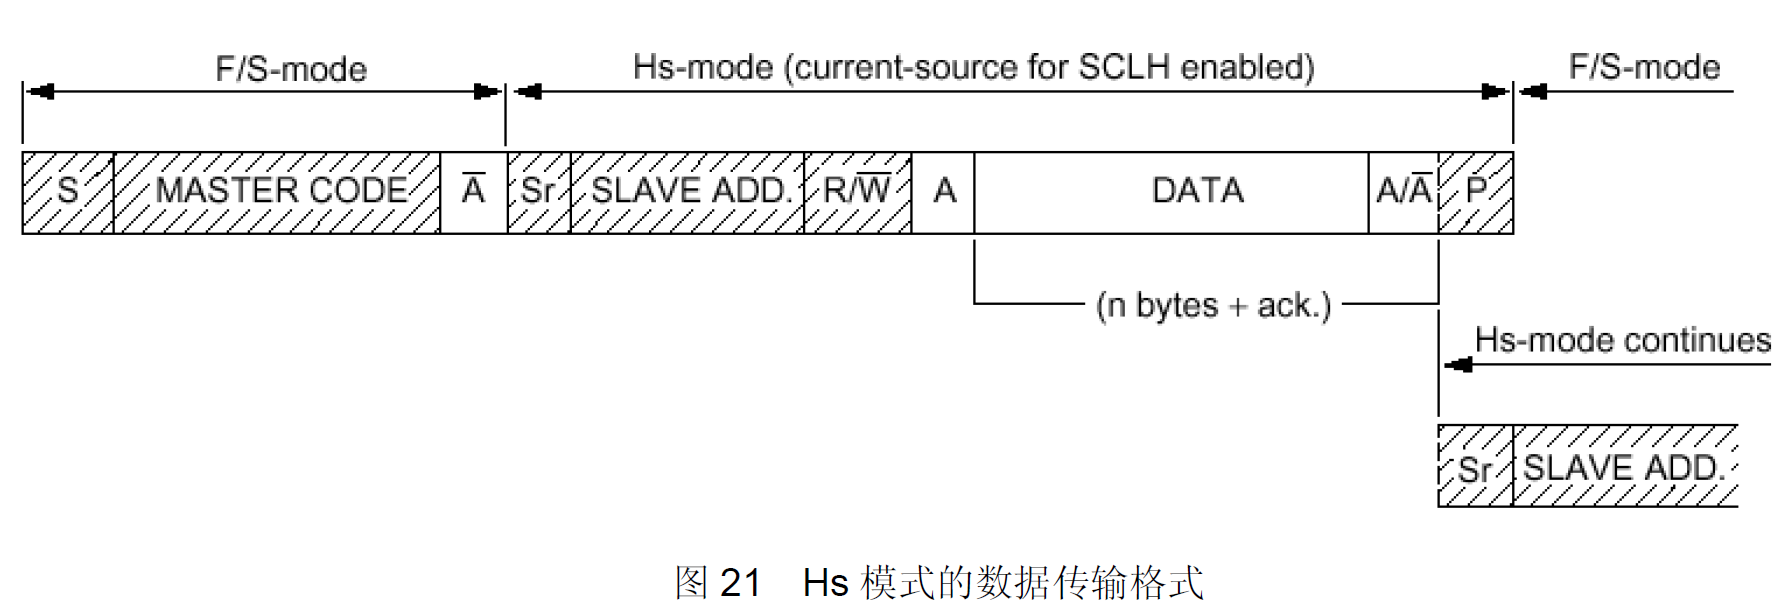 F/S-mode Hs-mode (current-source for SCLH enabled) F/S-mode
S MASTER CODE A̅ Sr SLAVE ADD. R/W̅ A DATA A/A̅ P
(n bytes + ack.)
Hs-mode continues
Sr SLAVE ADD.
图 21 Hs 模式的数据传输格式